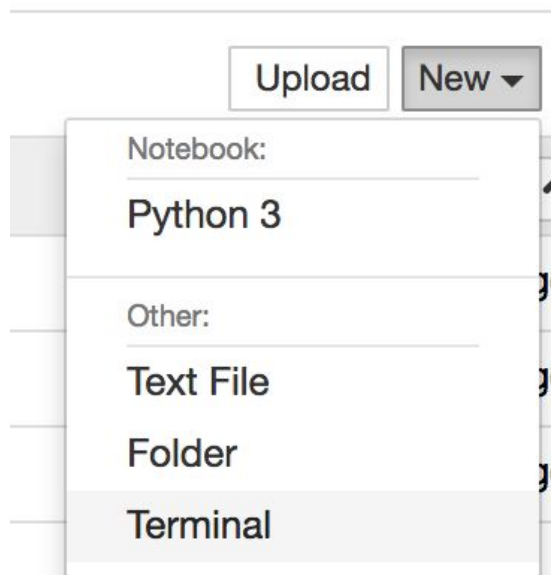 Upload New
Notebook:
Python 3
Other:
Text File
Folder
Terminal